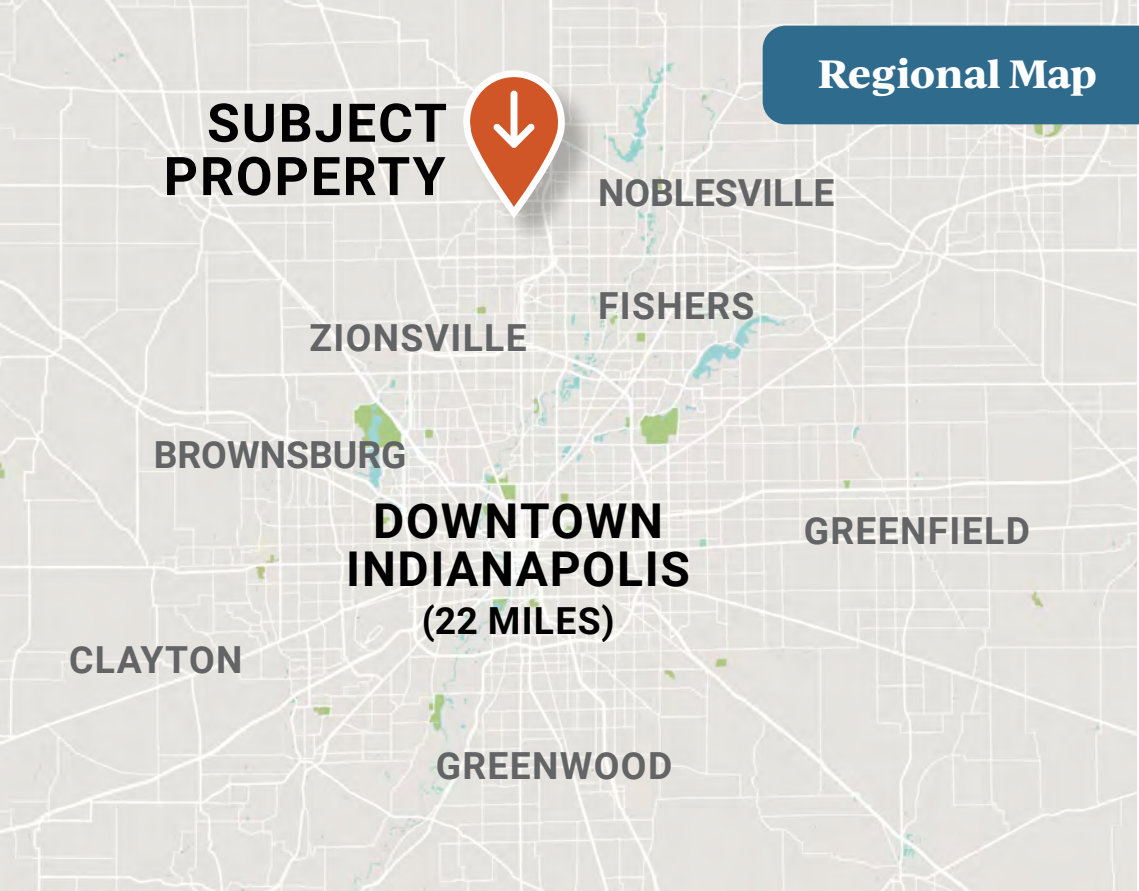 Regional Map
SUBJECT
PROPERTY
NOBLESVILLE
FISHERS
ZIONSVILLE
BROWNSBURG
DOWNTOWN
INDIANAPOLIS
(22 MILES)
GREENFIELD
CLAYTON
GREENWOOD